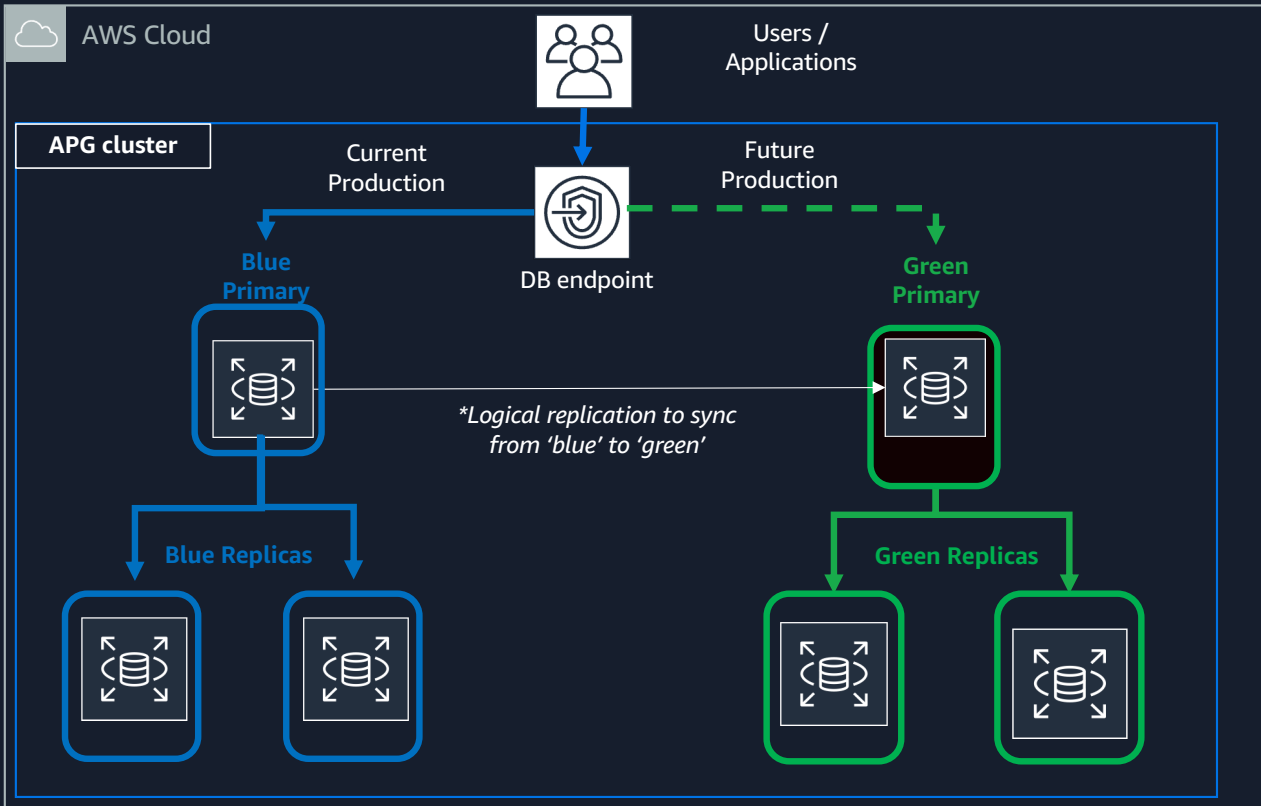 AWS Cloud
Users /
Applications
APG cluster
Current
Production
Future
Production
DB endpoint
Blue
Primary
Green
Primary
*Logical replication to sync
from ‘blue’ to ‘green’
Blue Replicas
Green Replicas